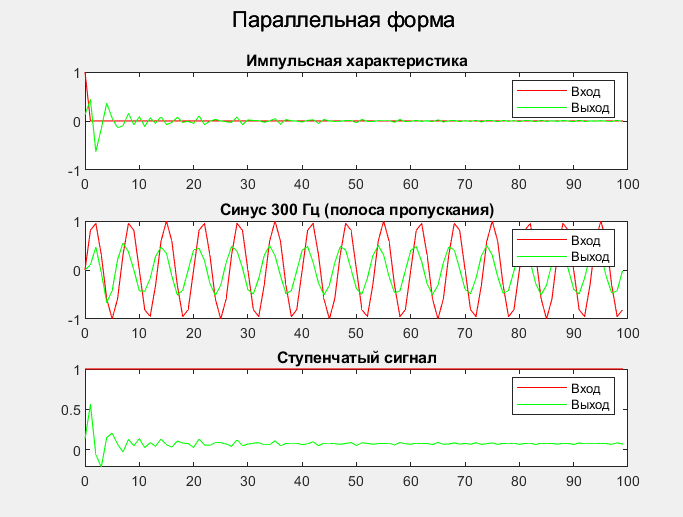 Параллельная форма
Импульсная характеристика
1
0
-1
Вход
Выход
0 10 20 30 40 50 60 70 80 90 100
Синус 300 Гц (полоса пропускания)
1
0
-1
Вход
Выход
0 10 20 30 40 50 60 70 80 90 100
Ступенчатый сигнал
1
0.5
0
Вход
Выход
0 10 20 30 40 50 60 70 80 90 100